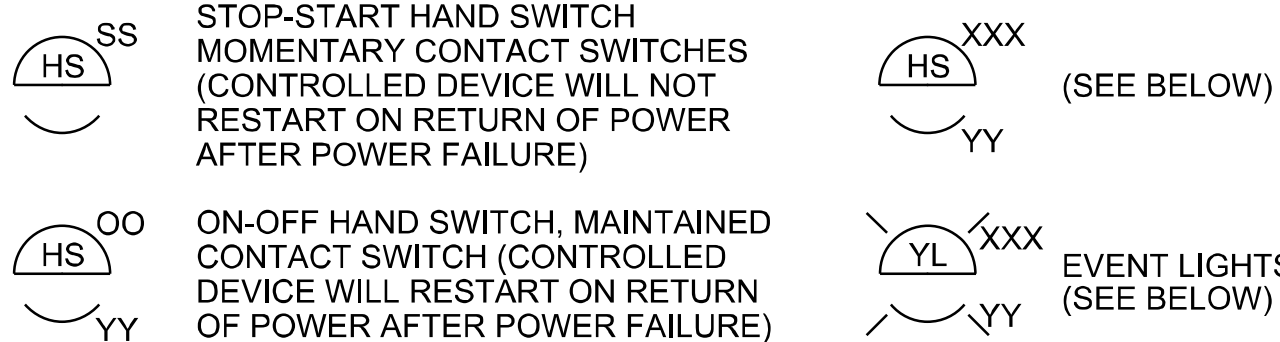 SS
HS
STOP-START HAND SWITCH
MOMENTARY CONTACT SWITCHES
(CONTROLLED DEVICE WILL NOT
RESTART ON RETURN OF POWER
AFTER POWER FAILURE)
XXX
HS
YY
(SEE BELOW)
OO
HS
YY
ON-OFF HAND SWITCH, MAINTAINED
CONTACT SWITCH (CONTROLLED
DEVICE WILL RESTART ON RETURN
OF POWER AFTER POWER FAILURE)
XXX
YL
YY
EVENT LIGHTS
(SEE BELOW)